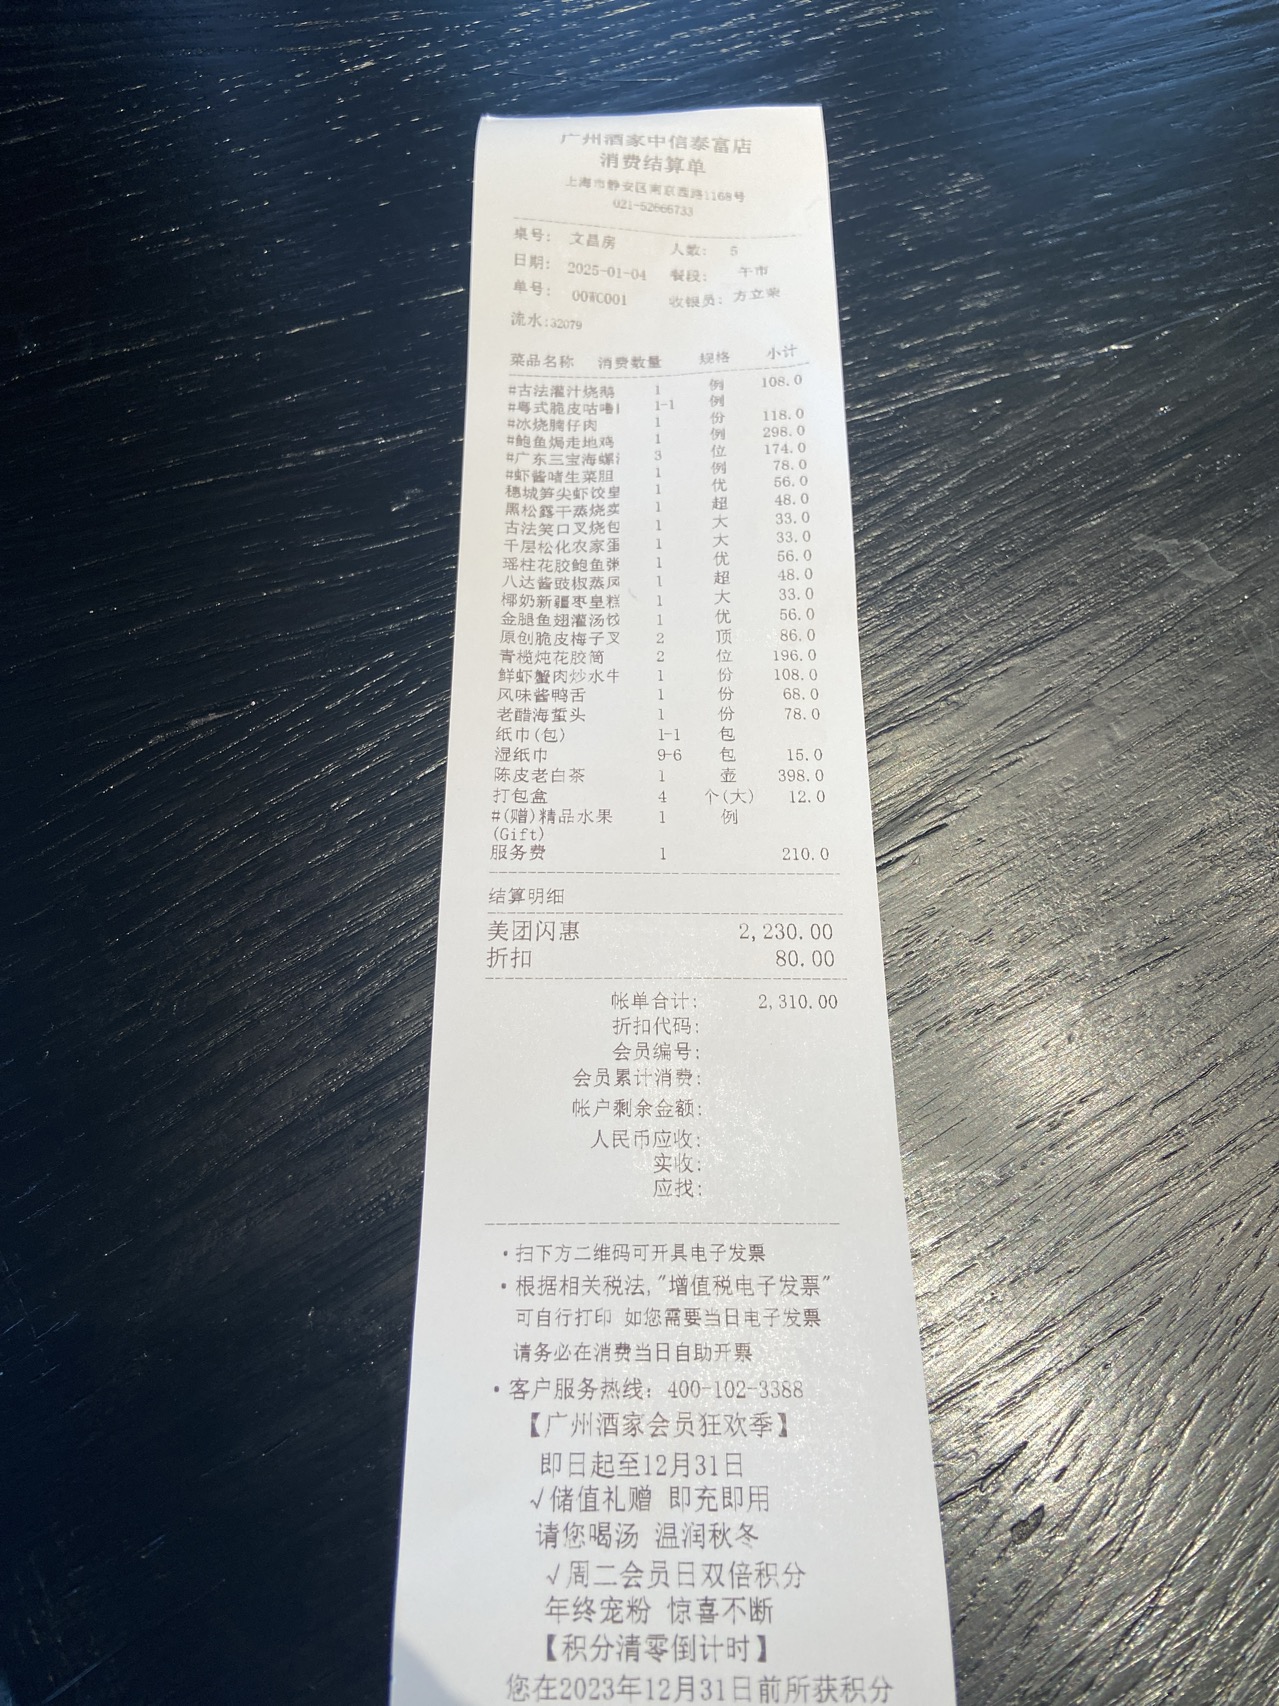 广州酒家中信泰富店
消费结算单
上海市静安区南京西路1168号
021-52666733
桌号: 文昌房 人数: 5
日期: 2025-01-04 餐段: 午市
单号: 00WC001 收银员: 方立荣
流水:32079
菜品名称 消费数量 规格 小计
#古法灌汁烧鹅 1 例 108.0
#粤式脆皮咕噜 1-1 例
#冰烧腩仔肉 1 份 118.0
#鲍鱼焗走地鸡 1 例 298.0
#广东三宝海螺 3 位 174.0
#虾酱啫生菜胆 1 例 78.0
穗城笋尖虾饺皇 1 优 56.0
黑松露干蒸烧卖 1 超 48.0
古法笑口叉烧包 1 大 33.0
千层松化农家蛋 1 大 33.0
瑶柱花胶鲍鱼粥 1 优 56.0
八达酱豉椒蒸凤 1 超 48.0
椰奶新疆枣皇糕 1 大 33.0
金腿鱼翅灌汤饺 1 优 56.0
原创脆皮梅子叉 2 顶 86.0
青榄炖花胶筒 2 位 196.0
鲜虾蟹肉炒水牛 1 份 108.0
风味酱鸭舌 1 份 68.0
老醋海蜇头 1 份 78.0
纸巾(包) 1-1 包
湿纸巾 9-6 包 15.0
陈皮老白茶 1 壶 398.0
打包盒 4 个(大) 12.0
#(赠)精品水果 1 例
(Gift)
服务费 1 210.0
结算明细
美团闪惠 2,230.00
折扣 80.00
帐单合计: 2,310.00
折扣代码:
会员编号:
会员累计消费:
帐户剩余金额:
人民币应收:
实收:
应找:
·扫下方二维码可开具电子发票
·根据相关税法,"增值税电子发票"
可自行打印 如您需要当日电子发票
请务必在消费当日自助开票
·客户服务热线: 400-102-3388
【广州酒家会员狂欢季】
即日起至12月31日
√储值礼赠 即充即用
请您喝汤 温润秋冬
√周二会员日双倍积分
年终宠粉 惊喜不断
【积分清零倒计时】
您在2023年12月31日前所获积分